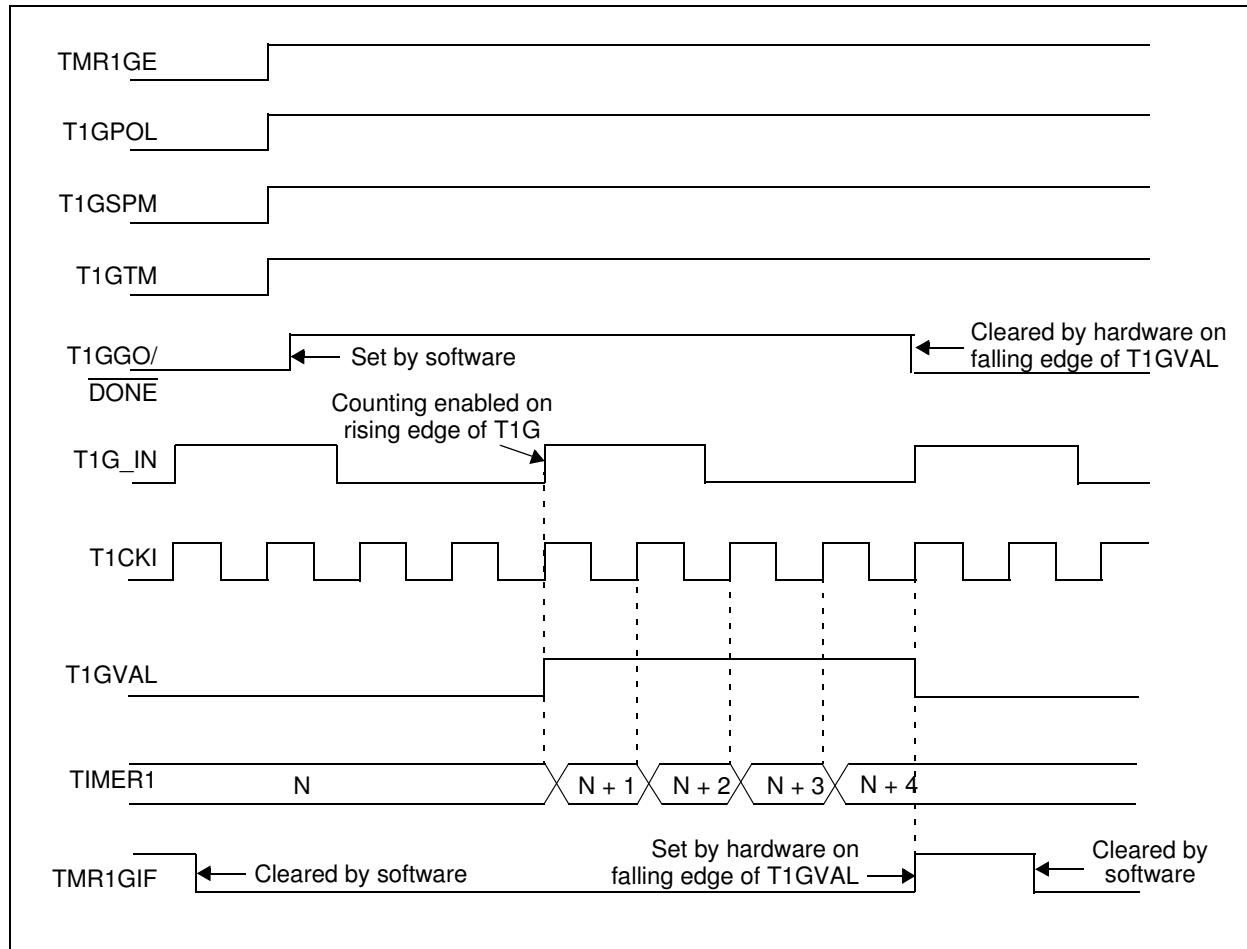 TMR1GE
T1GPOL
T1GSPM
T1GTM
T1GGO/
DONE
Set by software
Cleared by hardware on
falling edge of T1GVAL
Counting enabled on
rising edge of T1G
T1G_IN
T1CKI
T1GVAL
TIMER1
N
N + 1
N + 2
N + 3
N + 4
TMR1GIF
Cleared by software
Set by hardware on
falling edge of T1GVAL
Cleared by
software